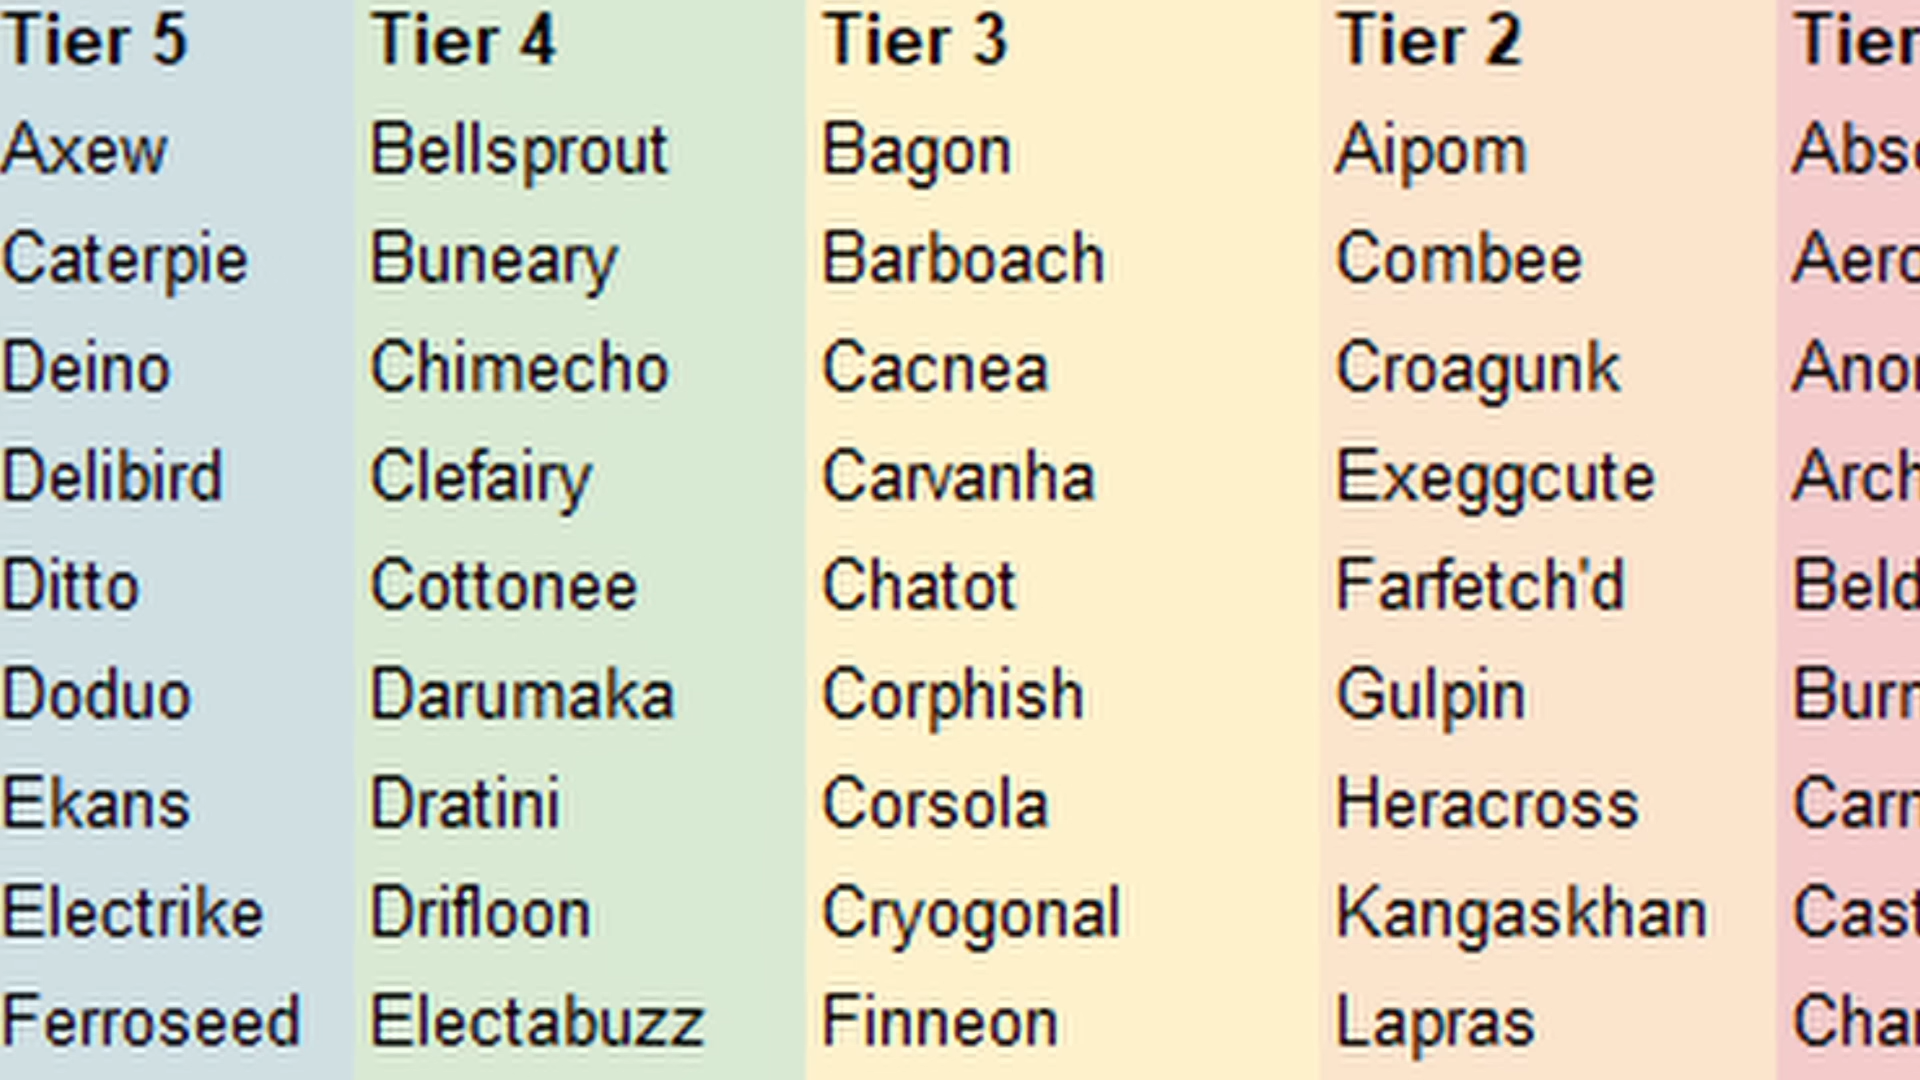 Tier 5 Tier 4 Tier 3 Tier 2 Tier
Axew Bellsprout Bagon Aipom
Caterpie Buneary Barboach Combee
Deino Chimecho Cacnea Croagunk
Delibird Clefairy Carvanha Exeggcute
Ditto Cottonee Chatot Farfetch'd
Doduo Darumaka Corphish Gulpin
Ekans Dratini Corsola Heracross
Electrike Drifloon Cryogonal Kangaskhan
Ferroseed Electabuzz Finneon Lapras